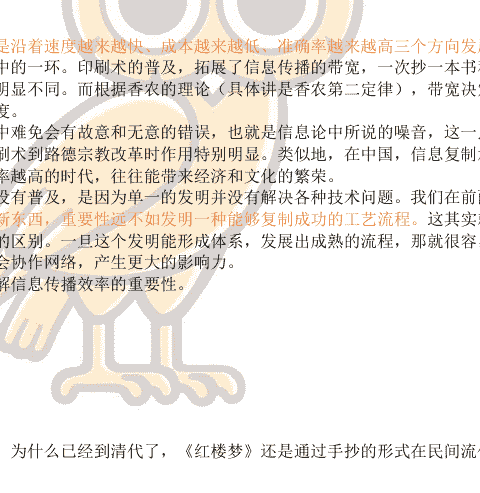 是沿着速度越来越快、成本越来越低、准确率越来越高三个方向发
中的一环。印刷术的普及，拓展了信息传播的带宽，一次抄一本书
明显不同。而根据香农的理论（具体讲是香农第二定律），带宽决
度。
中难免会有故意和无意的错误，也就是信息论中所说的噪音，这一
刷术到路德宗教改革时作用特别明显。类似地，在中国，信息复制
率越高的时代，往往能带来经济和文化的繁荣。
没有普及，是因为单一的发明并没有解决各种技术问题。我们在前
新东西，重要性远不如发明一种能够复制成功的工艺流程。这其实
的区别。一旦这个发明能形成体系，发展出成熟的流程，那就很容
会协作网络，产生更大的影响力。
解信息传播效率的重要性。
为什么已经到清代了，《红楼梦》还是通过手抄的形式在民间流